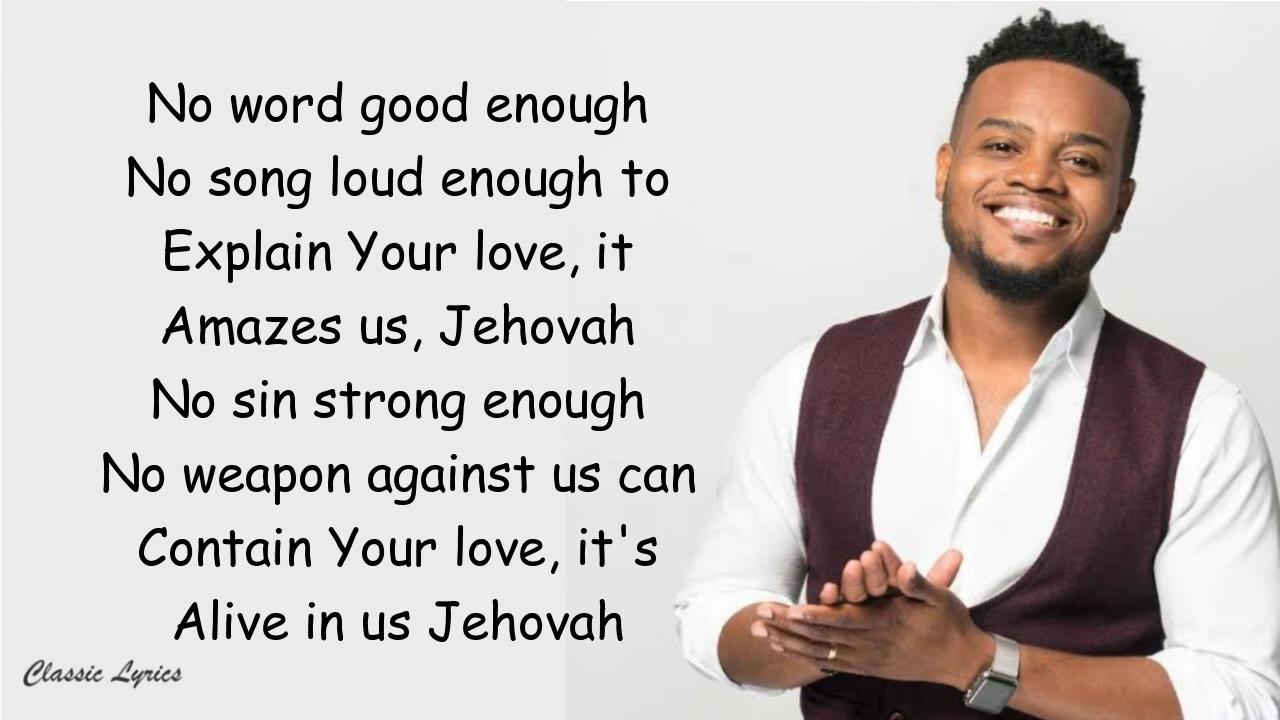 No word good enough
No song loud enough to
Explain Your love, it
Amazes us, Jehovah
No sin strong enough
No weapon against us can
Contain Your love, it's
Alive in us Jehovah
Classic Lyrics